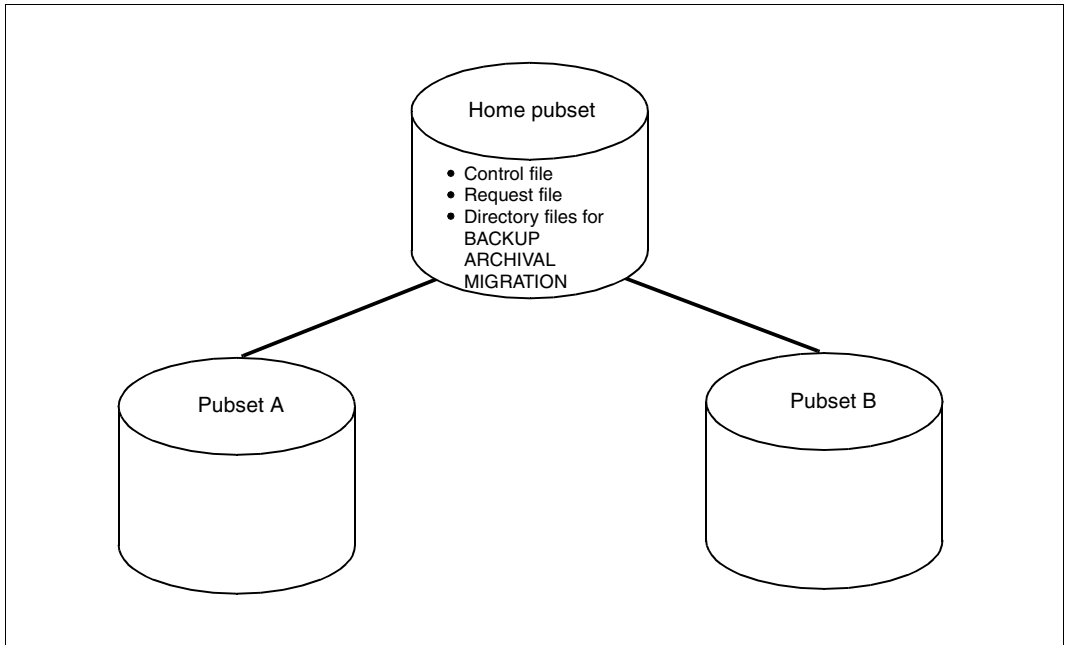 Home pubset
• Control file
• Request file
• Directory files for
BACKUP
ARCHIVAL
MIGRATION
Pubset A
Pubset B